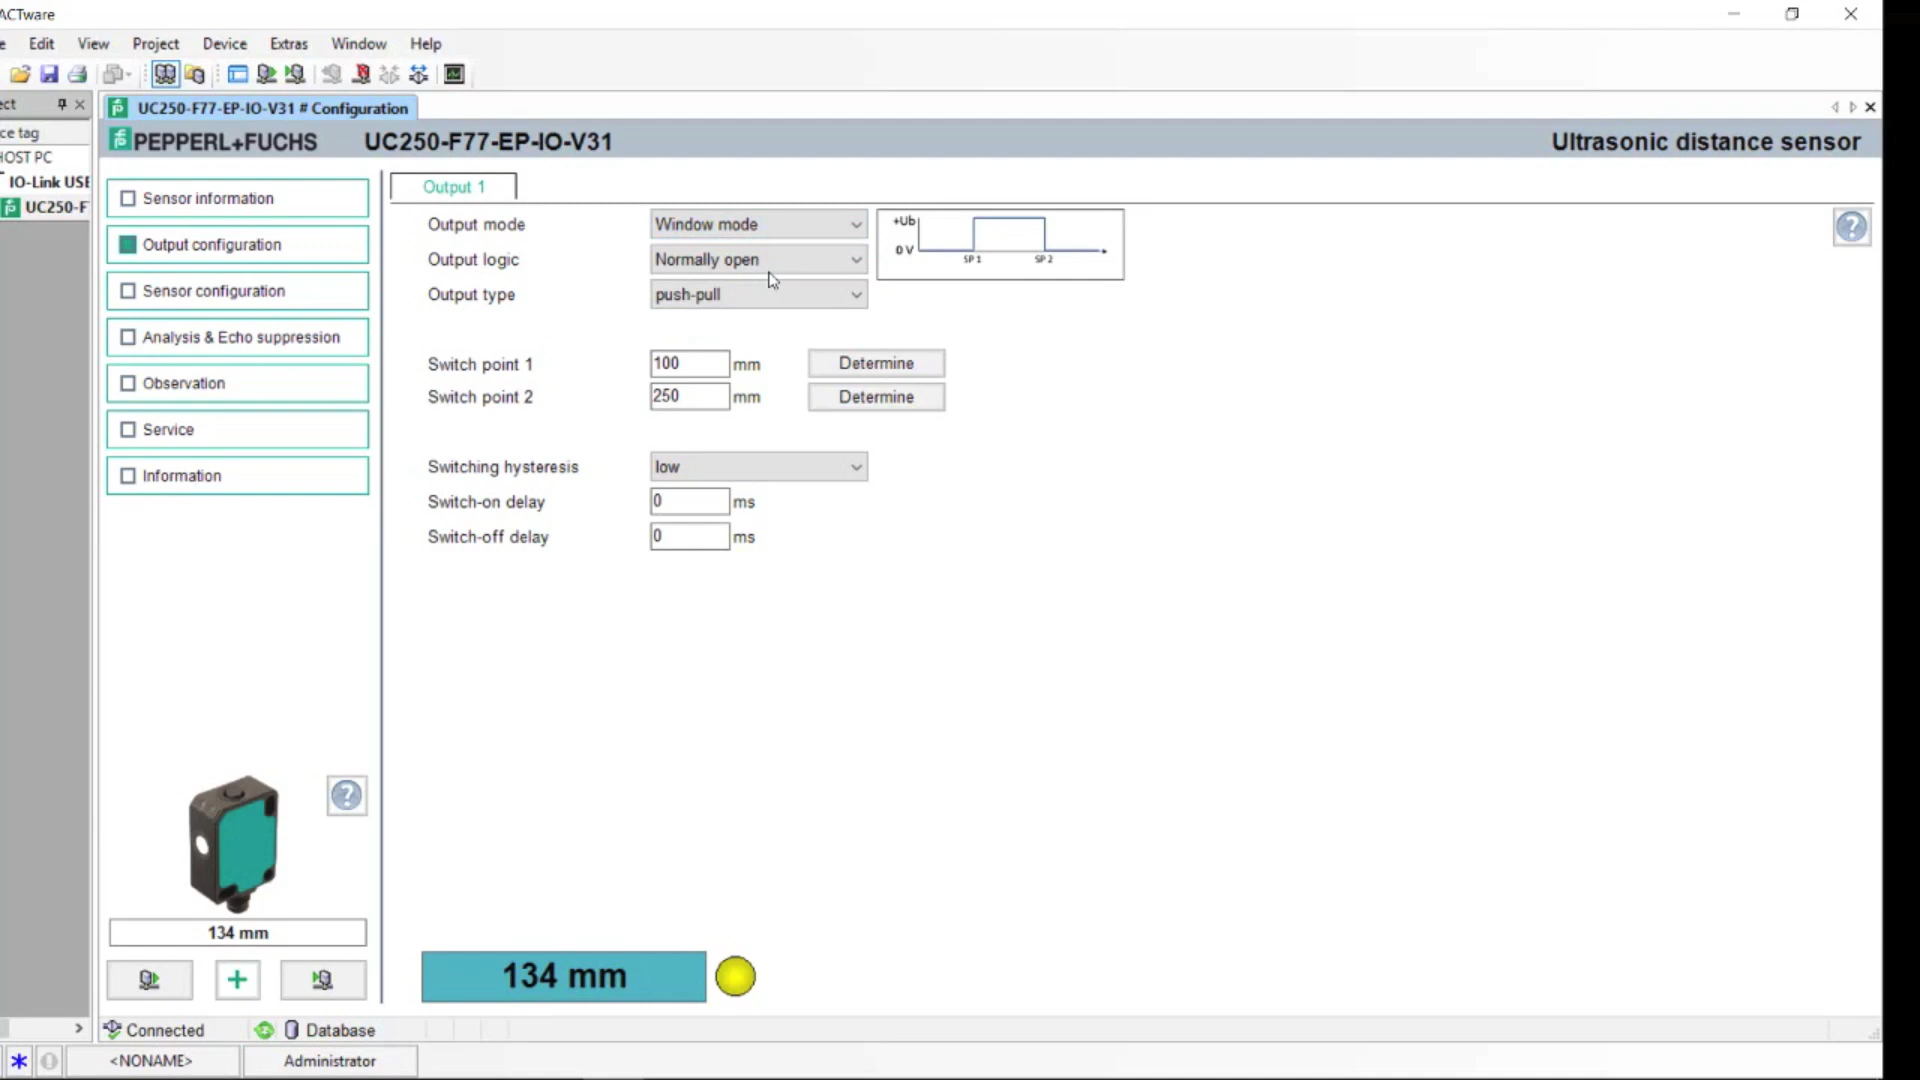 ACTware
e Edit View Project Device Extras Window Help
ect
UC250-F77-EP-IO-V31 # Configuration
ce tag
HOST PC
IO-Link USE
UC250-F
PEPPERL+FUCHS UC250-F77-EP-IO-V31 Ultrasonic distance sensor
Sensor information
Output configuration
Sensor configuration
Analysis & Echo suppression
Observation
Service
Information
134 mm
Output 1
Output mode Window mode
Output logic Normally open
Output type push-pull
+Ub
0 V
SP 1 SP 2
Switch point 1 100 mm Determine
Switch point 2 250 mm Determine
Switching hysteresis low
Switch-on delay 0 ms
Switch-off delay 0 ms
134 mm
Connected Database
<NONAME> Administrator